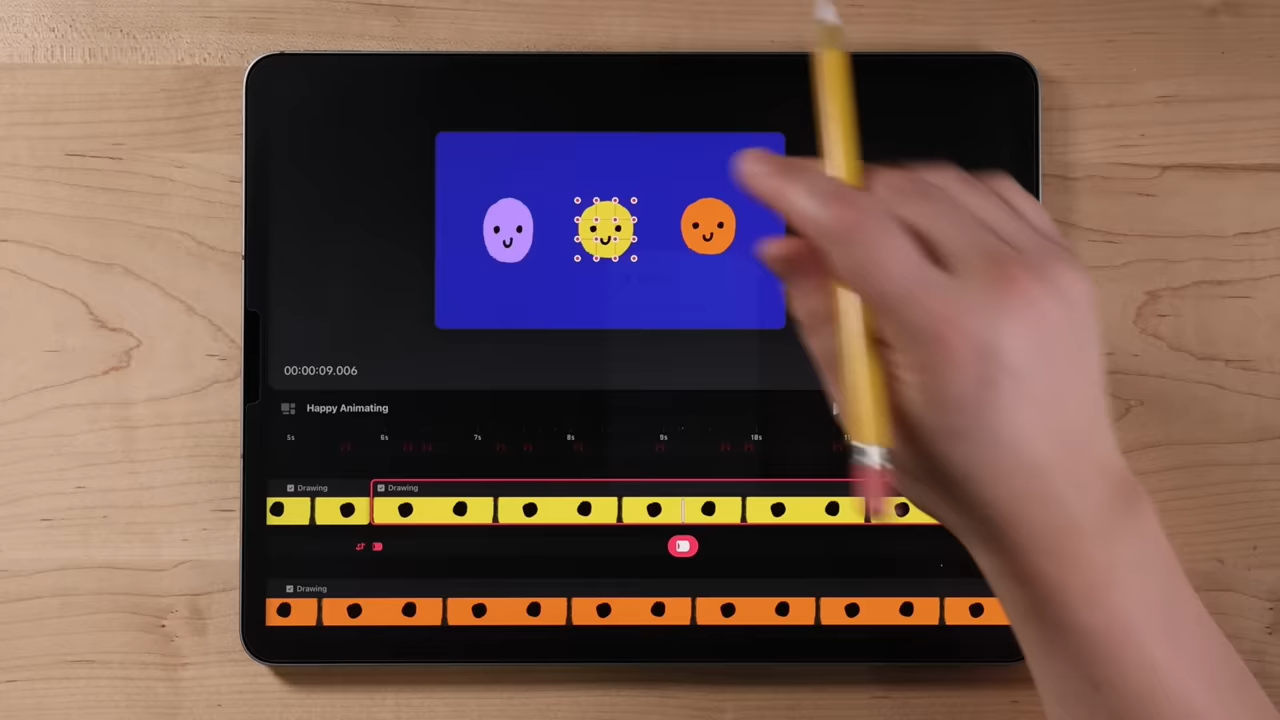 00:00:09.006
Happy Animating
5s 6s 7s 8s 9s 10s
Drawing Drawing
Drawing